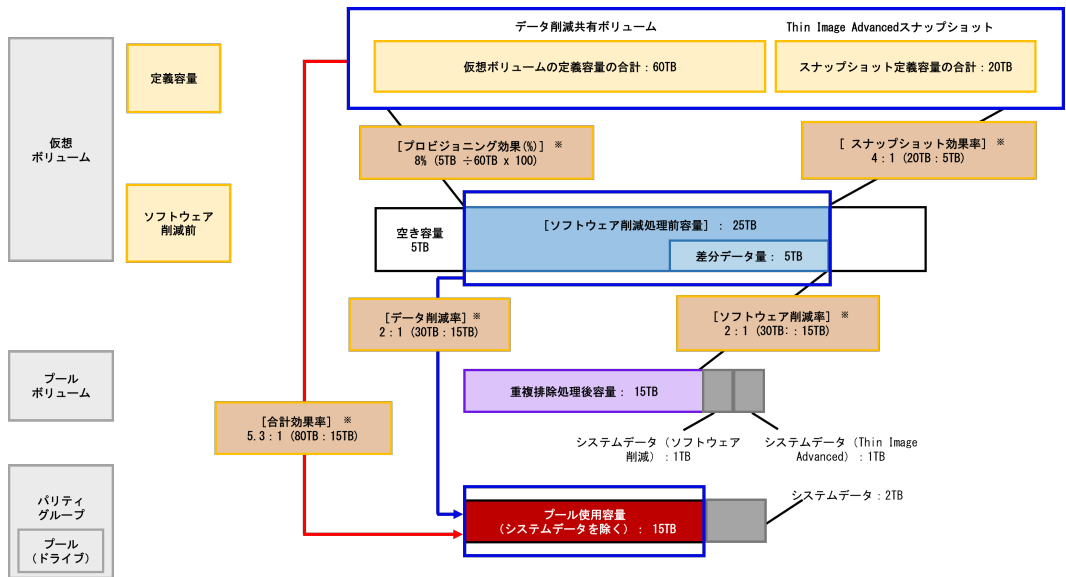 データ削減共有ボリューム
Thin Image Advancedスナップショット
仮想ボリュームの定義容量の合計：60TB
スナップショット定義容量の合計：20TB
定義容量
仮想
ボリューム
[プロビジョニング効果(%)] ※
8% (5TB ÷60TB x 100)
[ スナップショット効果率] ※
4：1 (20TB：5TB)
ソフトウェア
削減前
空き容量
5TB
[ソフトウェア削減処理前容量] ： 25TB
差分データ量： 5TB
[データ削減率] ※
2：1 (30TB：15TB)
[ソフトウェア削減率] ※
2：1 (30TB：：15TB)
プール
ボリューム
重複排除処理後容量： 15TB
[合計効果率] ※
5.3：1 (80TB：15TB)
システムデータ（ソフトウェア
削減）：1TB
システムデータ（Thin Image
Advanced）：1TB
パリティ
グループ
プール
（ドライブ）
プール使用容量
（システムデータを除く）： 15TB
システムデータ：2TB